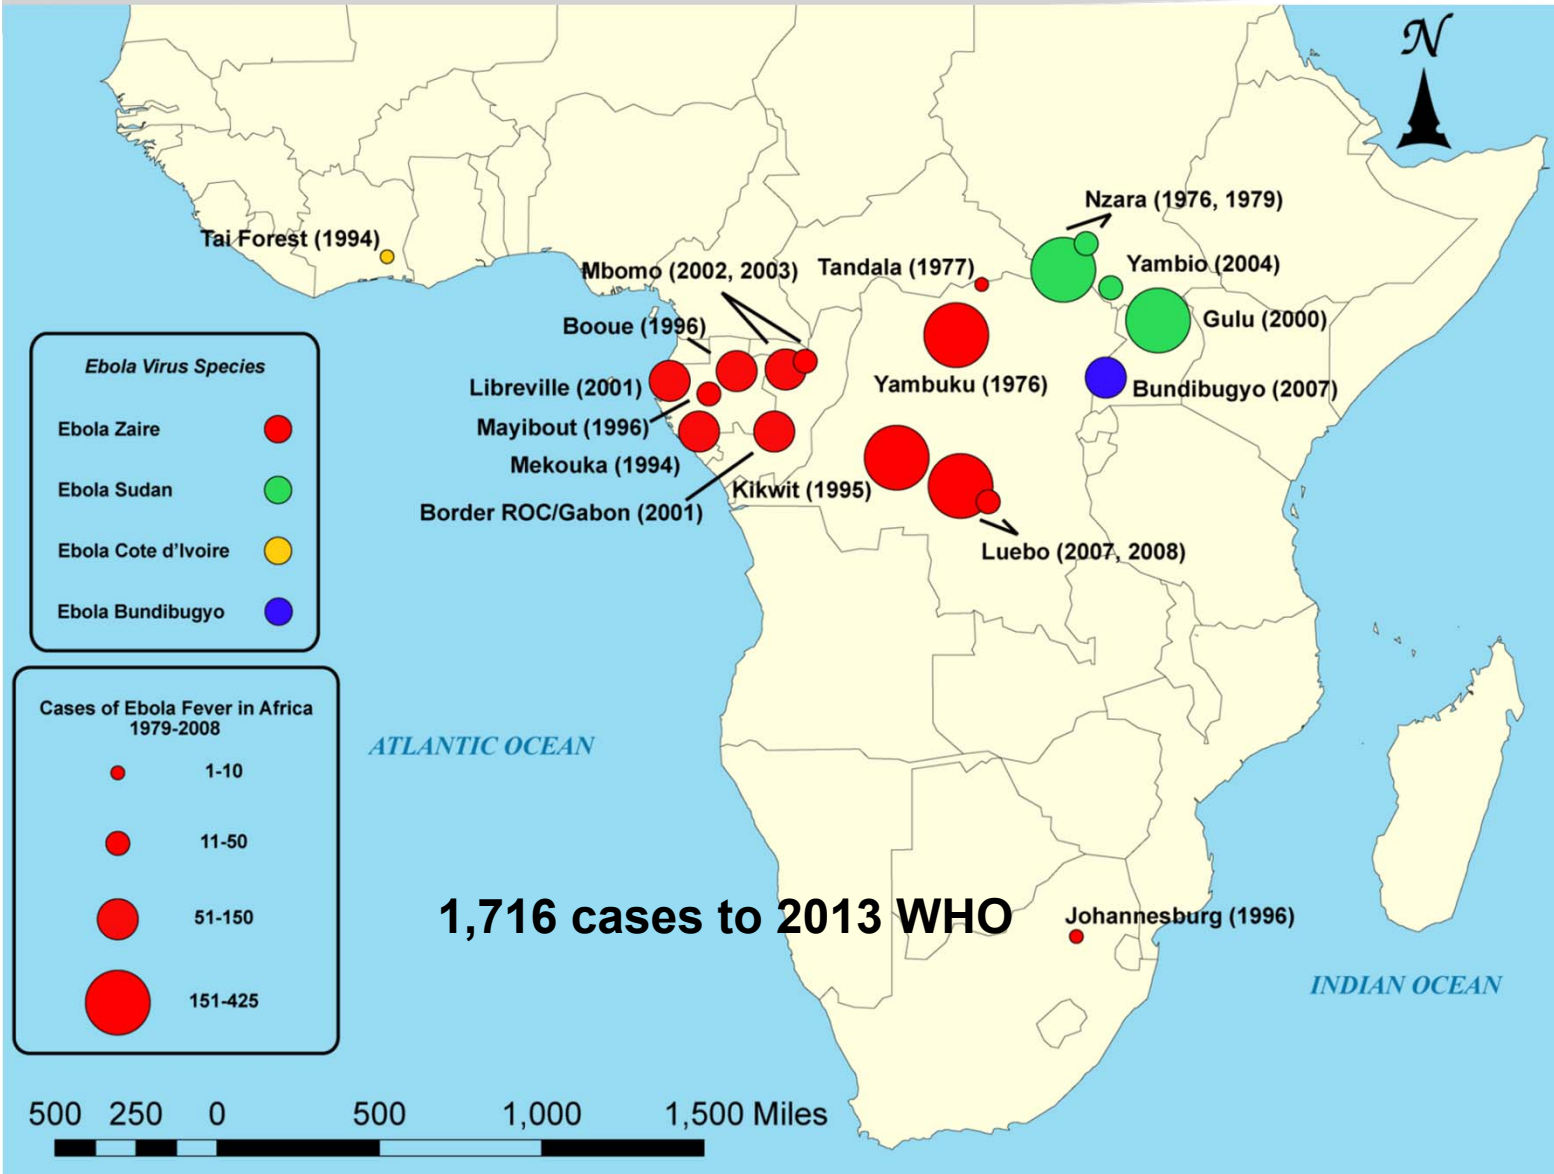 N
Nzara (1976, 1979)
Tai Forest (1994)
Mbomo (2002, 2003)
Tandala (1977)
Yambio (2004)
Booue (1996)
Gulu (2000)
Libreville (2001)
Yambuku (1976)
Bundibugyo (2007)
Mayibout (1996)
Mekouka (1994)
Kikwit (1995)
Border ROC/Gabon (2001)
Luebo (2007, 2008)
Ebola Virus Species
Ebola Zaire
Ebola Sudan
Ebola Cote d'Ivoire
Ebola Bundibugyo
Cases of Ebola Fever in Africa
1979-2008
1-10
11-50
51-150
151-425
ATLANTIC OCEAN
1,716 cases to 2013 WHO
Johannesburg (1996)
INDIAN OCEAN
500 250 0 500 1,000 1,500 Miles